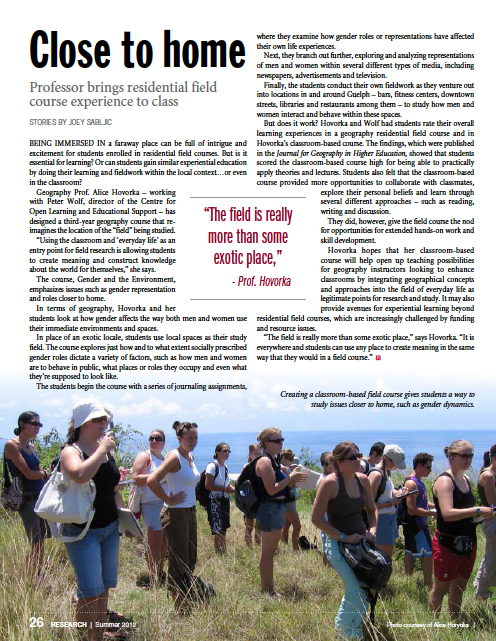 Close to home
Professor brings residential field
course experience to class
STORIES BY JOEY SABLJIC
BEING IMMERSED IN a faraway place can be full of intrigue and
excitement for students enrolled in residential field courses. But is it
essential for learning? Or can students gain similar experiential education
by doing their learning and fieldwork within the local context…or even
in the classroom?
Geography Prof. Alice Hovorka – working
with Peter Wolf, director of the Centre for
Open Learning and Educational Support – has
designed a third-year geography course that re-
imagines the location of the "field" being studied.
"Using the classroom and 'everyday life' as an
entry point for field research is allowing students
to create meaning and construct knowledge
about the world for themselves," she says.
The course, Gender and the Environment,
emphasizes issues such as gender representation
and roles closer to home.
In terms of geography, Hovorka and her
students look at how gender affects the way both men and women use
their immediate environments and spaces.
In place of an exotic locale, students use local spaces as their study
field. The course explores just how and to what extent socially prescribed
gender roles dictate a variety of factors, such as how men and women
are to behave in public, what places or roles they occupy and even what
they're supposed to look like.
The students begin the course with a series of journaling assignments,
where they examine how gender roles or representations have affected
their own life experiences.
Next, they branch out further, exploring and analyzing representations
of men and women within several different types of media, including
newspapers, advertisements and television.
Finally, the students conduct their own fieldwork as they venture out
into locations in and around Guelph – bars, fitness centers, downtown
streets, libraries and restaurants among them – to study how men and
women interact and behave within these spaces.
But does it work? Hovorka and Wolf had students rate their overall
learning experiences in a geography residential field course and in
Hovorka's classroom-based course. The findings, which were published
in the Journal for Geography in Higher Education, showed that students
scored the classroom-based course high for being able to practically
apply theories and lectures. Students also felt that the classroom-based
course provided more opportunities to collaborate with classmates,
explore their personal beliefs and learn through
several different approaches – such as reading,
writing and discussion.
They did, however, give the field course the nod
for opportunities for extended hands-on work and
skill development.
Hovorka hopes that her classroom-based
course will help open up teaching possibilities
for geography instructors looking to enhance
classrooms by integrating geographical concepts
and approaches into the field of everyday life as
legitimate points for research and study. It may also
provide avenues for experiential learning beyond
residential field courses, which are increasingly challenged by funding
and resource issues.
"The field is really more than some exotic place," says Hovorka. "It is
everywhere and students can use any place to create meaning in the same
way that they would in a field course."
"The field is really
more than some
exotic place,"
- Prof. Hovorka
Creating a classroom-based field course gives students a way to
study issues closer to home, such as gender dynamics.
26 RESEARCH | Summer 2012
Photo courtesy of Alice Hovorka